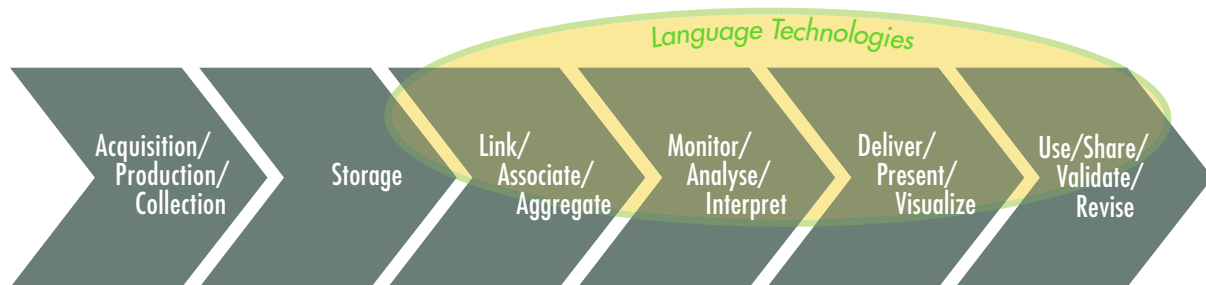 Language Technologies
Acquisition/
Production/
Collection
Storage
Link/
Associate/
Aggregate
Monitor/
Analyse/
Interpret
Deliver/
Present/
Visualize
Use/Share/
Validate/
Revise